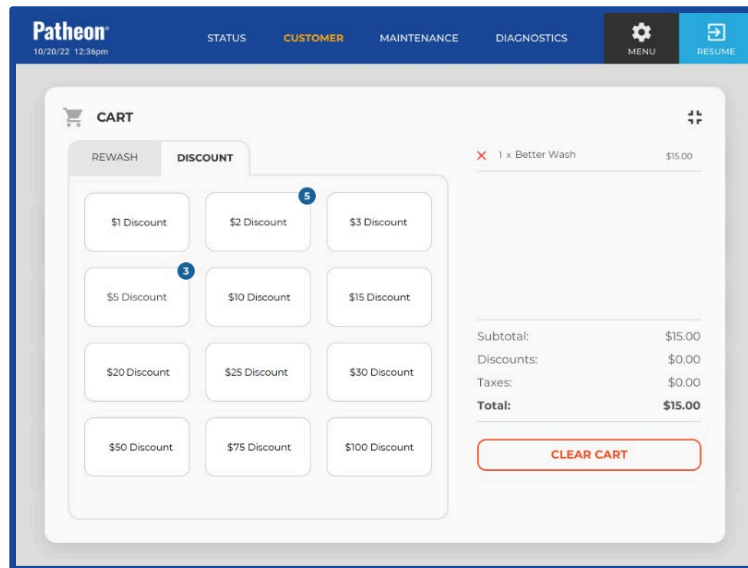 Patheon
10/20/22 12:36pm
STATUS
CUSTOMER
MAINTENANCE
DIAGNOSTICS
MENU
RESUME
CART
REWASH
DISCOUNT
$1 Discount
$2 Discount
5
$3 Discount
$5 Discount
3
$10 Discount
$15 Discount
$20 Discount
$25 Discount
$30 Discount
$50 Discount
$75 Discount
$100 Discount
1 x Better Wash $15.00
Subtotal: $15.00
Discounts: $0.00
Taxes: $0.00
Total: $15.00
CLEAR CART